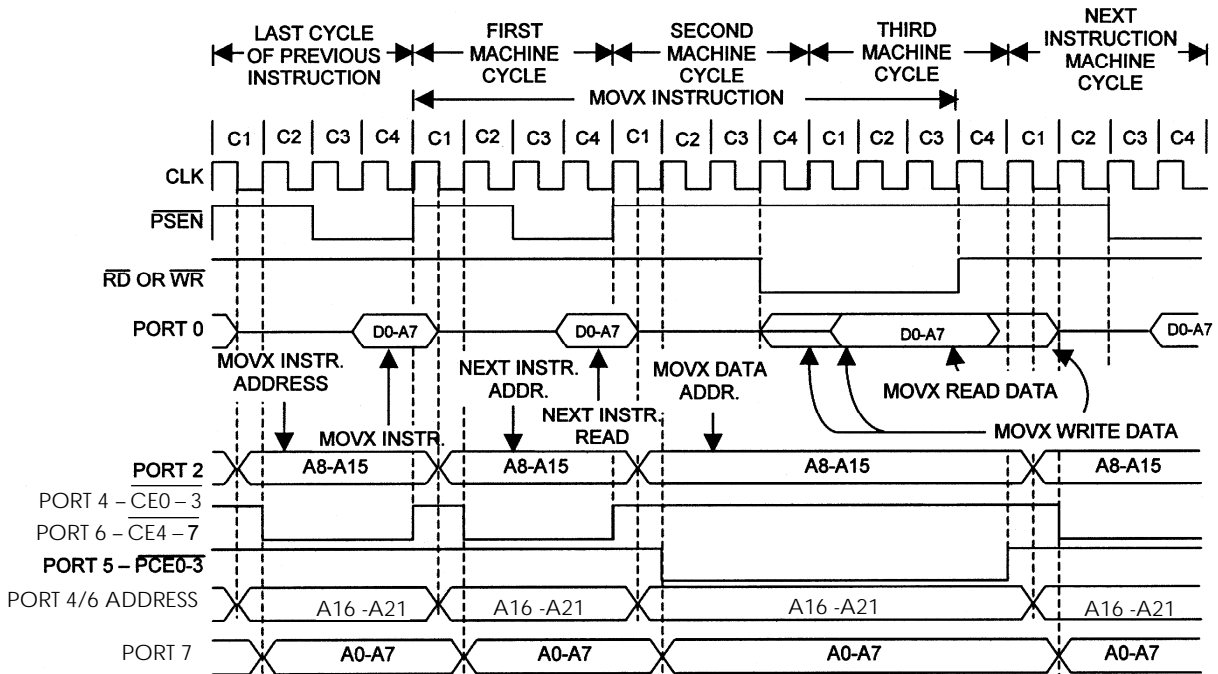 LAST CYCLE OF PREVIOUS INSTRUCTION
FIRST MACHINE CYCLE
SECOND MACHINE CYCLE
THIRD MACHINE CYCLE
NEXT INSTRUCTION MACHINE CYCLE
MOVX INSTRUCTION
C1 C2 C3 C4 C1 C2 C3 C4 C1 C2 C3 C4 C1 C2 C3 C4 C1 C2 C3 C4
CLK
PSEN
RD OR WR
PORT 0 D0-A7 D0-A7 D0-A7 D0-A7
MOVX INSTR. ADDRESS
MOVX INSTR.
NEXT INSTR. ADDR.
NEXT INSTR. READ
MOVX DATA ADDR.
MOVX READ DATA
MOVX WRITE DATA
PORT 2 A8-A15 A8-A15 A8-A15 A8-A15
PORT 4 – CE0 – 3
PORT 6 – CE4 – 7
PORT 5 – PCE0-3
PORT 4/6 ADDRESS A16 -A21 A16 -A21 A16 -A21 A16 -A21
PORT 7 A0-A7 A0-A7 A0-A7 A0-A7